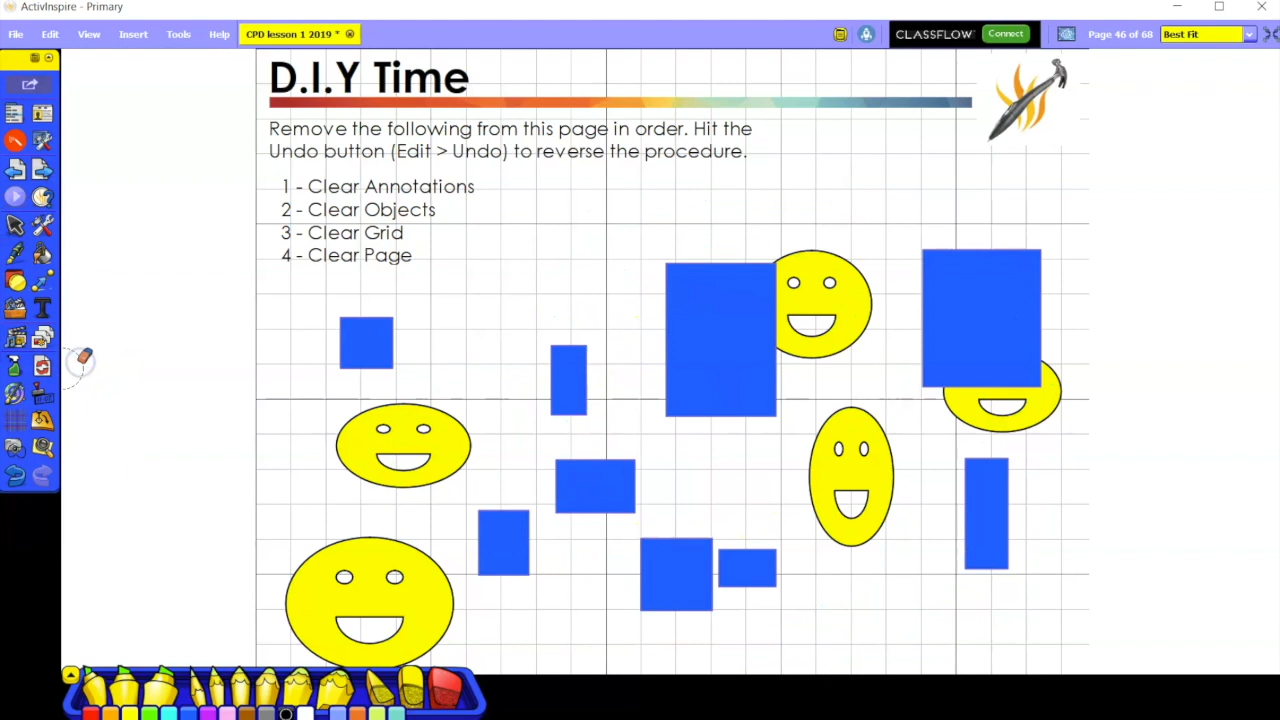 ActivInspire - Primary
File Edit View Insert Tools Help CPD lesson 1 2019 * CLASSFLOW Connect Page 46 of 68 Best Fit
D.I.Y Time
Remove the following from this page in order. Hit the
Undo button (Edit > Undo) to reverse the procedure.
1 - Clear Annotations
2 - Clear Objects
3 - Clear Grid
4 - Clear Page